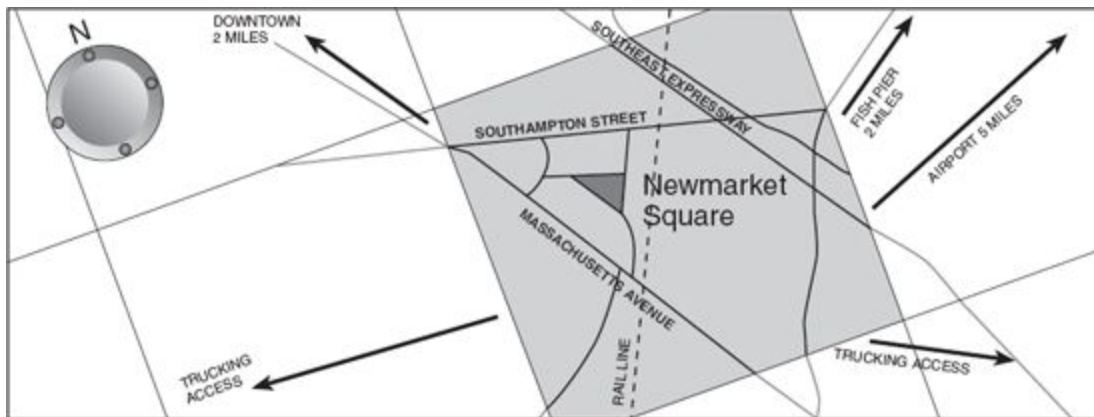 N
DOWNTOWN
2 MILES
SOUTHEAST EXPRESSWAY
FISH PIER
2 MILES
AIRPORT 5 MILES
SOUTHAMPTON STREET
Newmarket
Square
MASSACHUSETTS AVENUE
RAIL LINE
TRUCKING
ACCESS
TRUCKING ACCESS